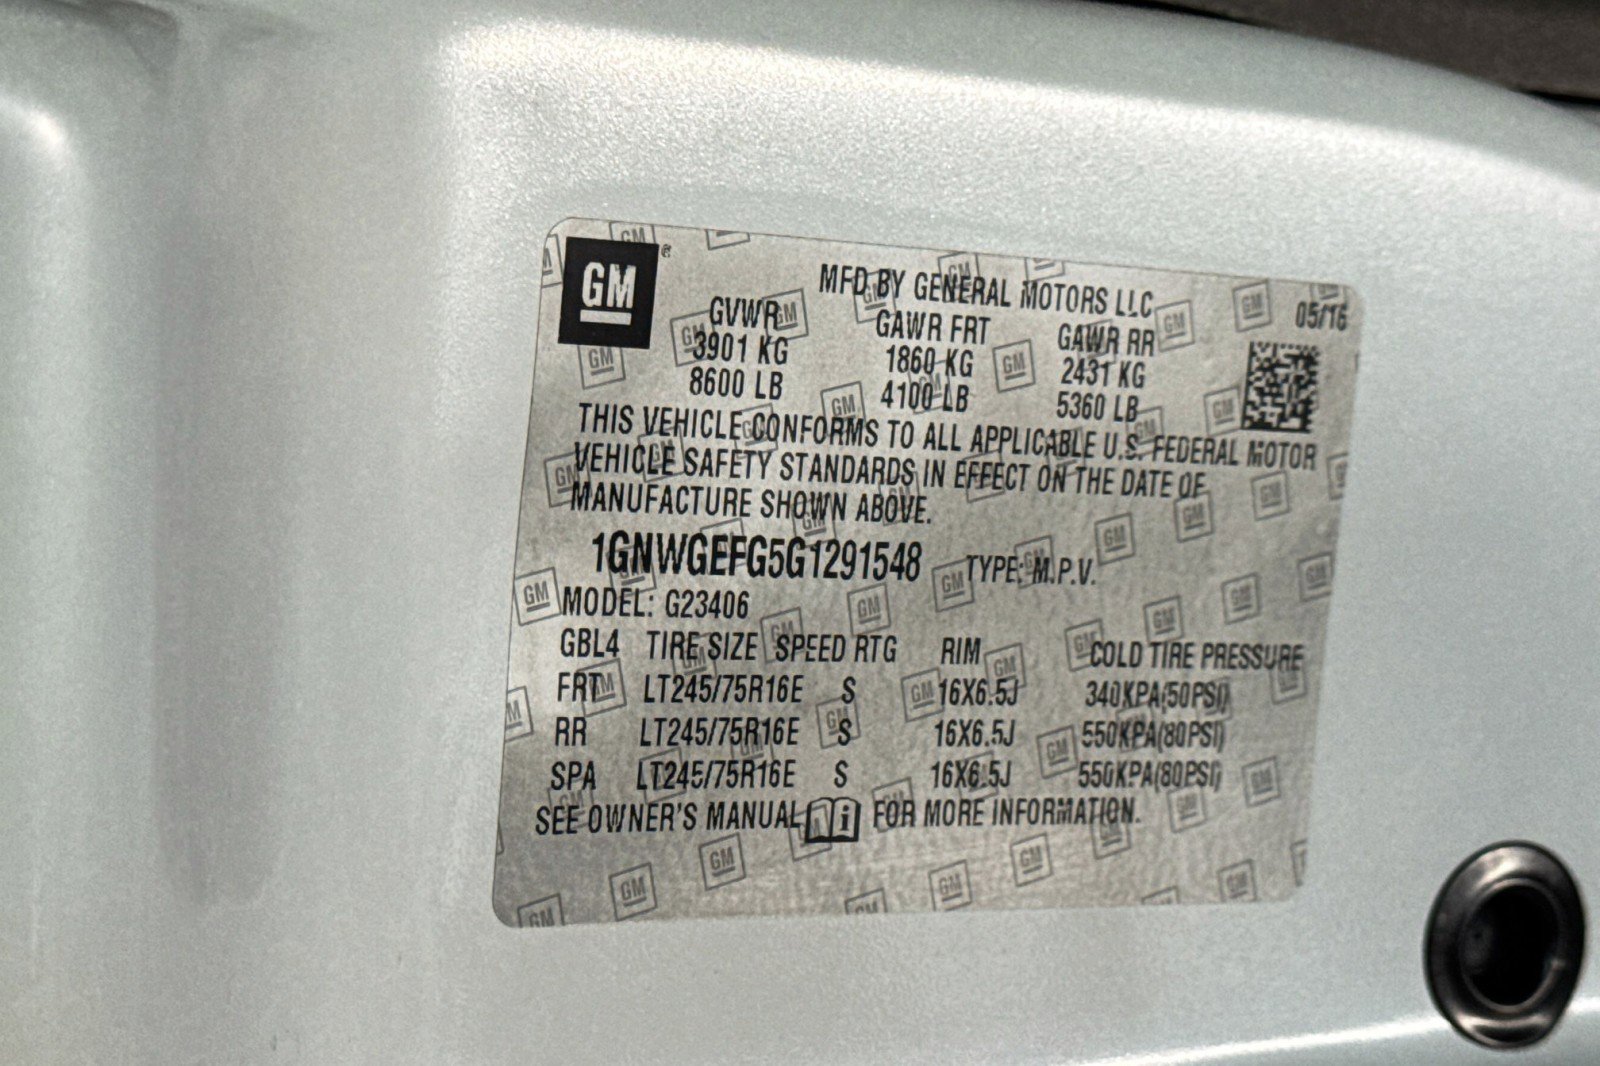 GM ®
MFD BY GENERAL MOTORS LLC
05/16
GVWR GAWR FRT GAWR RR
3901 KG 1860 KG 2431 KG
8600 LB 4100 LB 5360 LB
THIS VEHICLE CONFORMS TO ALL APPLICABLE U.S. FEDERAL MOTOR
VEHICLE SAFETY STANDARDS IN EFFECT ON THE DATE OF
MANUFACTURE SHOWN ABOVE.
1GNWGEFG5G1291548 TYPE: M.P.V.
MODEL: G23406
GBL4 TIRE SIZE SPEED RTG RIM COLD TIRE PRESSURE
FRT LT245/75R16E S 16X6.5J 340KPA(50PSI)
RR LT245/75R16E S 16X6.5J 550KPA(80PSI)
SPA LT245/75R16E S 16X6.5J 550KPA(80PSI)
SEE OWNER'S MANUAL i FOR MORE INFORMATION.